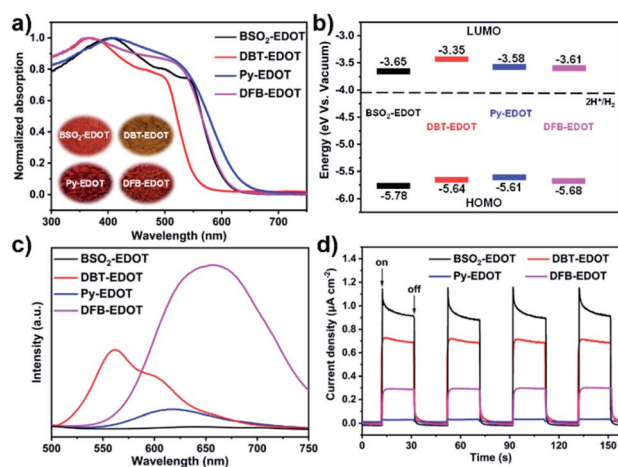 a)
BSO₂-EDOT
DBT-EDOT
Py-EDOT
DFB-EDOT
BSO₂-EDOT
DBT-EDOT
Py-EDOT
DFB-EDOT
Normalized absorption
1.0
0.8
0.6
0.4
0.2
0.0
300 400 500 600 700
Wavelength (nm)
b)
LUMO
-3.65
-3.35
-3.58
-3.61
2H⁺/H₂
BSO₂-EDOT
DBT-EDOT
Py-EDOT
DFB-EDOT
-5.78
-5.64
-5.61
-5.68
HOMO
Energy (eV Vs. Vacuum)
-3.0
-3.5
-4.0
-4.5
-5.0
-5.5
-6.0
c)
BSO₂-EDOT
DBT-EDOT
Py-EDOT
DFB-EDOT
Intensity (a.u.)
500 550 600 650 700 750
Wavelength (nm)
d)
BSO₂-EDOT DBT-EDOT
Py-EDOT DFB-EDOT
on
off
Current density (µA cm⁻²)
1.4
1.2
1.0
0.8
0.6
0.4
0.2
0.0
0 30 60 90 120 150
Time (s)